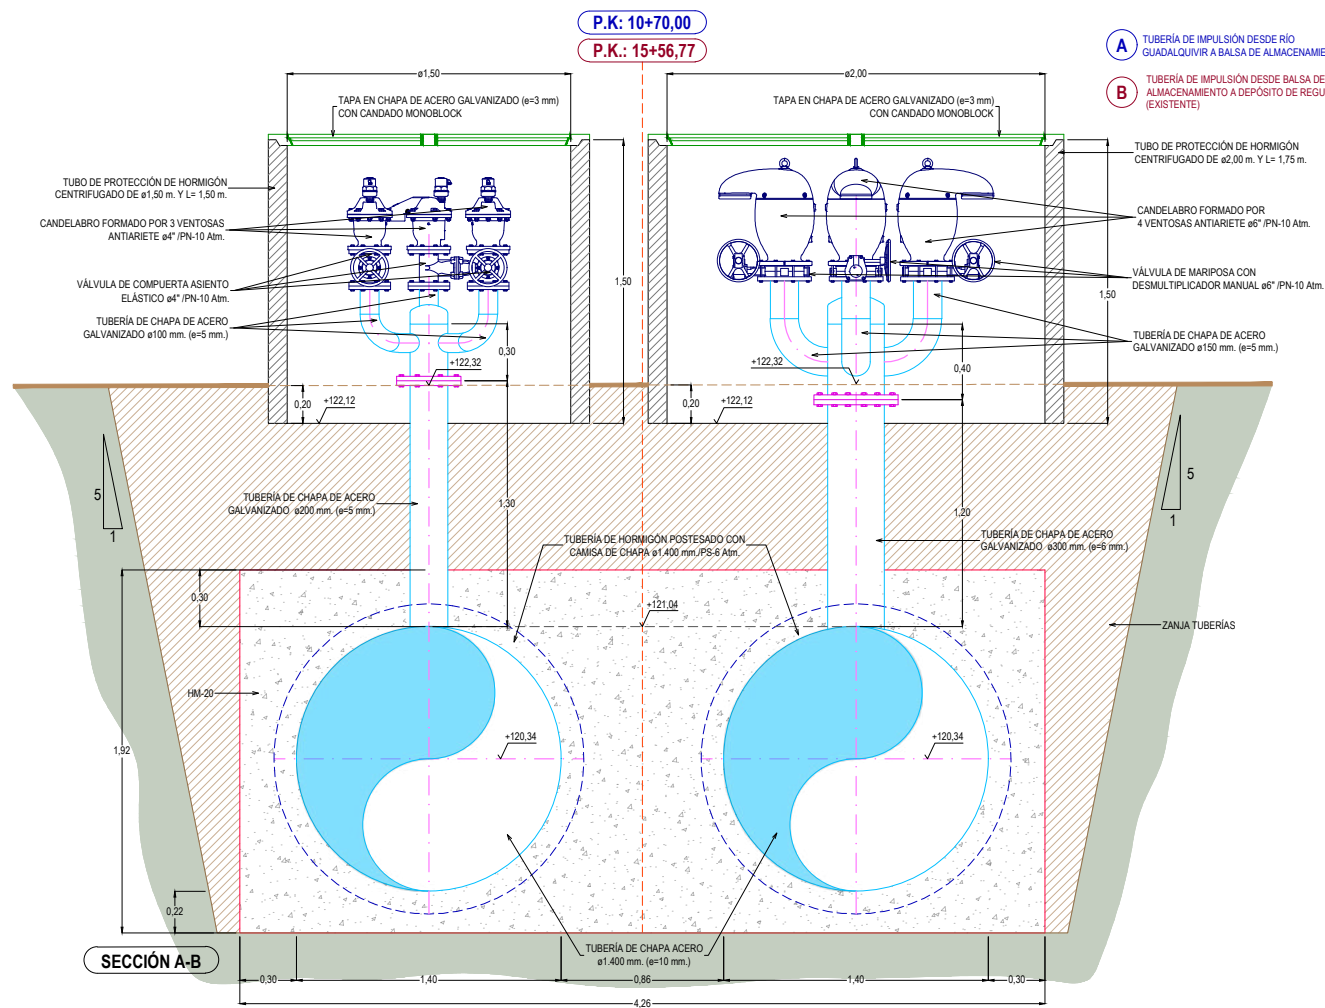 P.K: 10+70,00
P.K.: 15+56,77
A
TUBERÍA DE IMPULSIÓN DESDE RÍO
GUADALQUIVIR A BALSA DE ALMACENAMIE
B
TUBERÍA DE IMPULSIÓN DESDE BALSA DE
ALMACENAMIENTO A DEPÓSITO DE REGU
(EXISTENTE)
ø1,50
ø2,00
TAPA EN CHAPA DE ACERO GALVANIZADO (e=3 mm)
CON CANDADO MONOBLOCK
TAPA EN CHAPA DE ACERO GALVANIZADO (e=3 mm)
CON CANDADO MONOBLOCK
TUBO DE PROTECCIÓN DE HORMIGÓN
CENTRIFUGADO DE ø1,50 m. Y L= 1,50 m.
CANDELABRO FORMADO POR 3 VENTOSAS
ANTIARIETE ø4" /PN-10 Atm.
VÁLVULA DE COMPUERTA ASIENTO
ELÁSTICO ø4" /PN-10 Atm.
TUBERÍA DE CHAPA DE ACERO
GALVANIZADO ø100 mm. (e=5 mm.)
TUBO DE PROTECCIÓN DE HORMIGÓN
CENTRIFUGADO DE ø2,00 m. Y L= 1,75 m.
CANDELABRO FORMADO POR
4 VENTOSAS ANTIARIETE ø6" /PN-10 Atm.
VÁLVULA DE MARIPOSA CON
DESMULTIPLICADOR MANUAL ø6" /PN-10 Atm.
TUBERÍA DE CHAPA DE ACERO
GALVANIZADO ø150 mm. (e=5 mm.)
1,50
1,50
0,30
0,40
+122,32
+122,32
0,20
+122,12
0,20
+122,12
5
1
5
1
TUBERÍA DE CHAPA DE ACERO
GALVANIZADO ø200 mm. (e=5 mm.)
1,30
1,20
TUBERÍA DE HORMIGÓN POSTESADO CON
CAMISA DE CHAPA ø1.400 mm./PS-6 Atm.
TUBERÍA DE CHAPA DE ACERO
GALVANIZADO ø300 mm. (e=6 mm.)
0,30
+121,04
ZANJA TUBERÍAS
HM-20
1,92
+120,34
+120,34
0,22
TUBERÍA DE CHAPA ACERO
ø1.400 mm. (e=10 mm.)
SECCIÓN A-B
0,30
1,40
0,86
1,40
0,30
4,26